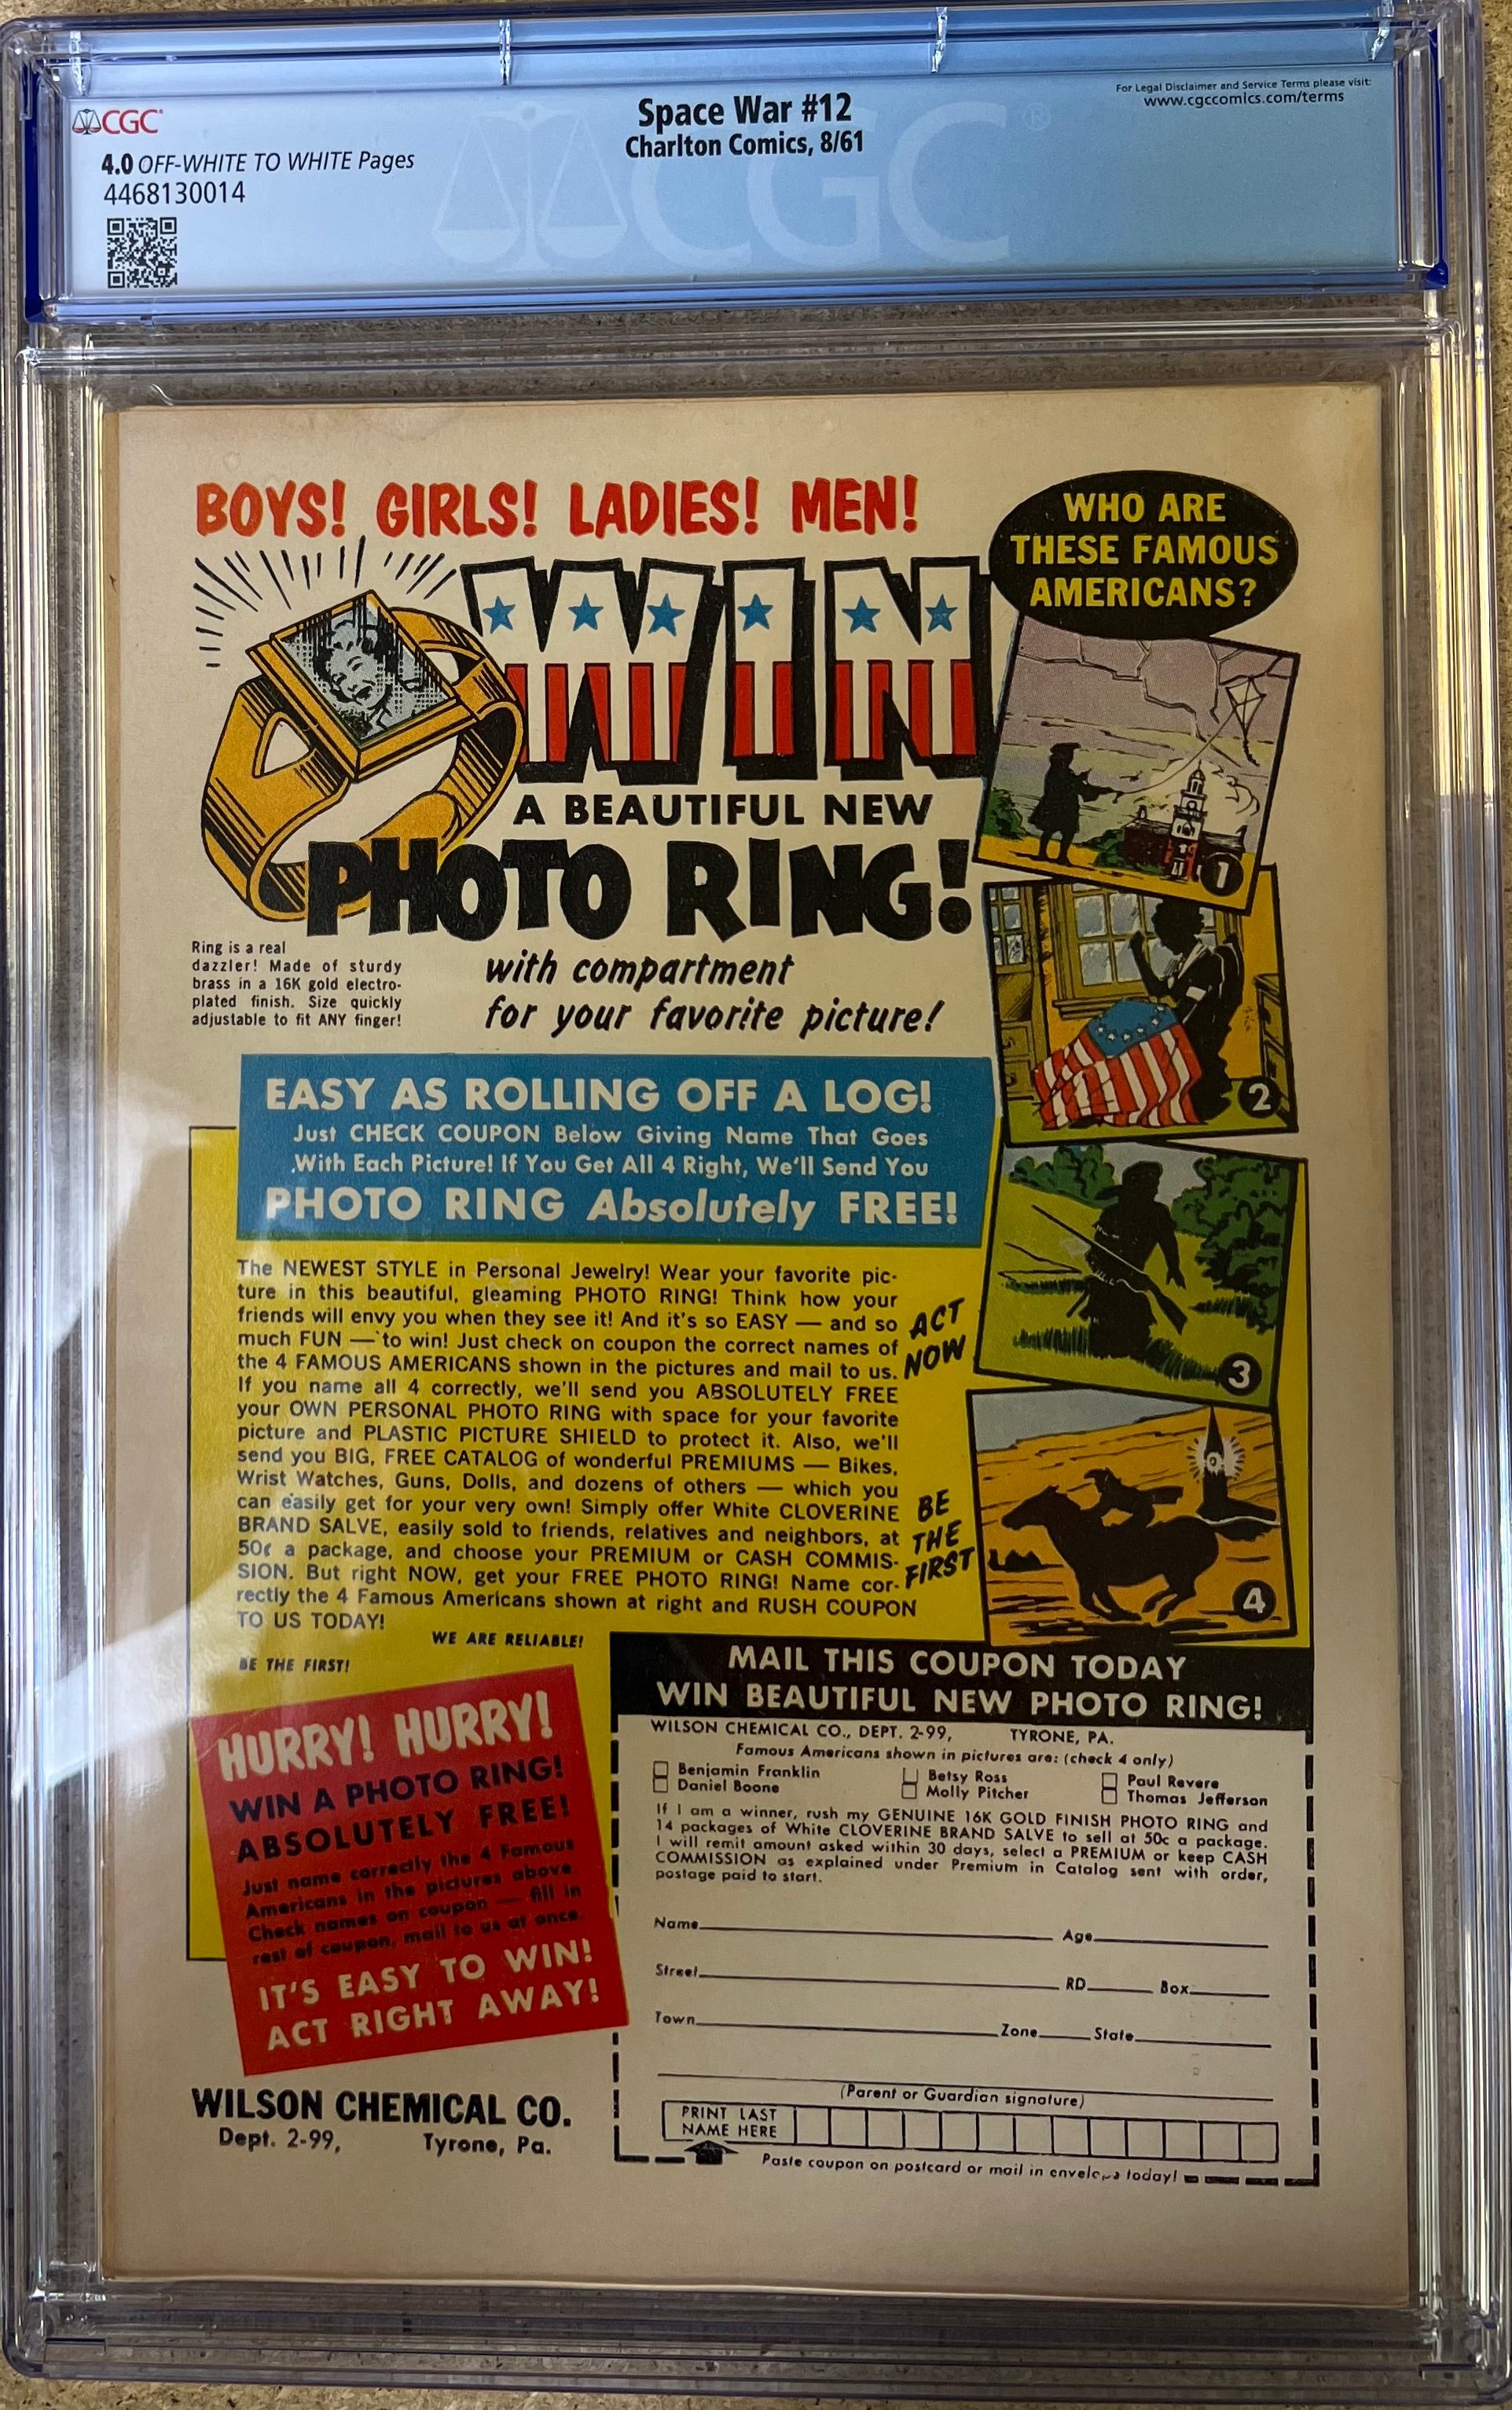 CGC
4.0 OFF-WHITE TO WHITE Pages
4468130014
Space War #12
Charlton Comics, 8/61
For Legal Disclaimer and Service Terms please visit:
www.cgccomics.com/terms
CGC®
BOYS! GIRLS! LADIES! MEN!
WIN
A BEAUTIFUL NEW
PHOTO RING!
with compartment
for your favorite picture!
Ring is a real
dazzler! Made of sturdy
brass in a 16K gold electro-
plated finish. Size quickly
adjustable to fit ANY finger!
WHO ARE
THESE FAMOUS
AMERICANS?
1
2
3
4
EASY AS ROLLING OFF A LOG!
Just CHECK COUPON Below Giving Name That Goes
With Each Picture! If You Get All 4 Right, We'll Send You
PHOTO RING Absolutely FREE!
The NEWEST STYLE in Personal Jewelry! Wear your favorite pic-
ture in this beautiful, gleaming PHOTO RING! Think how your
friends will envy you when they see it! And it's so EASY — and so
much FUN — to win! Just check on coupon the correct names of
the 4 FAMOUS AMERICANS shown in the pictures and mail to us.
If you name all 4 correctly, we'll send you ABSOLUTELY FREE
your OWN PERSONAL PHOTO RING with space for your favorite
picture and PLASTIC PICTURE SHIELD to protect it. Also, we'll
send you BIG, FREE CATALOG of wonderful PREMIUMS — Bikes,
Wrist Watches, Guns, Dolls, and dozens of others — which you
can easily get for your very own! Simply offer White CLOVERINE
BRAND SALVE, easily sold to friends, relatives and neighbors, at
50¢ a package, and choose your PREMIUM or CASH COMMIS-
SION. But right NOW, get your FREE PHOTO RING! Name cor-
rectly the 4 Famous Americans shown at right and RUSH COUPON
TO US TODAY!
ACT
NOW
BE
THE
FIRST
WE ARE RELIABLE!
BE THE FIRST!
HURRY! HURRY!
WIN A PHOTO RING!
ABSOLUTELY FREE!
Just name correctly the 4 Famous
Americans in the pictures above.
Check names on coupon — fill in
rest of coupon, mail to us at once.
IT'S EASY TO WIN!
ACT RIGHT AWAY!
WILSON CHEMICAL CO.
Dept. 2-99, Tyrone, Pa.
MAIL THIS COUPON TODAY
WIN BEAUTIFUL NEW PHOTO RING!
WILSON CHEMICAL CO., DEPT. 2-99, TYRONE, PA.
Famous Americans shown in pictures are: (check 4 only)
Benjamin Franklin Betsy Ross Paul Revere
Daniel Boone Molly Pitcher Thomas Jefferson
If I am a winner, rush my GENUINE 16K GOLD FINISH PHOTO RING and
14 packages of White CLOVERINE BRAND SALVE to sell at 50c a package.
I will remit amount asked within 30 days, select a PREMIUM or keep CASH
COMMISSION as explained under Premium in Catalog sent with order,
postage paid to start.
Name Age
Street RD Box
Town Zone State
(Parent or Guardian signature)
PRINT LAST
NAME HERE
Paste coupon on postcard or mail in envelope today!